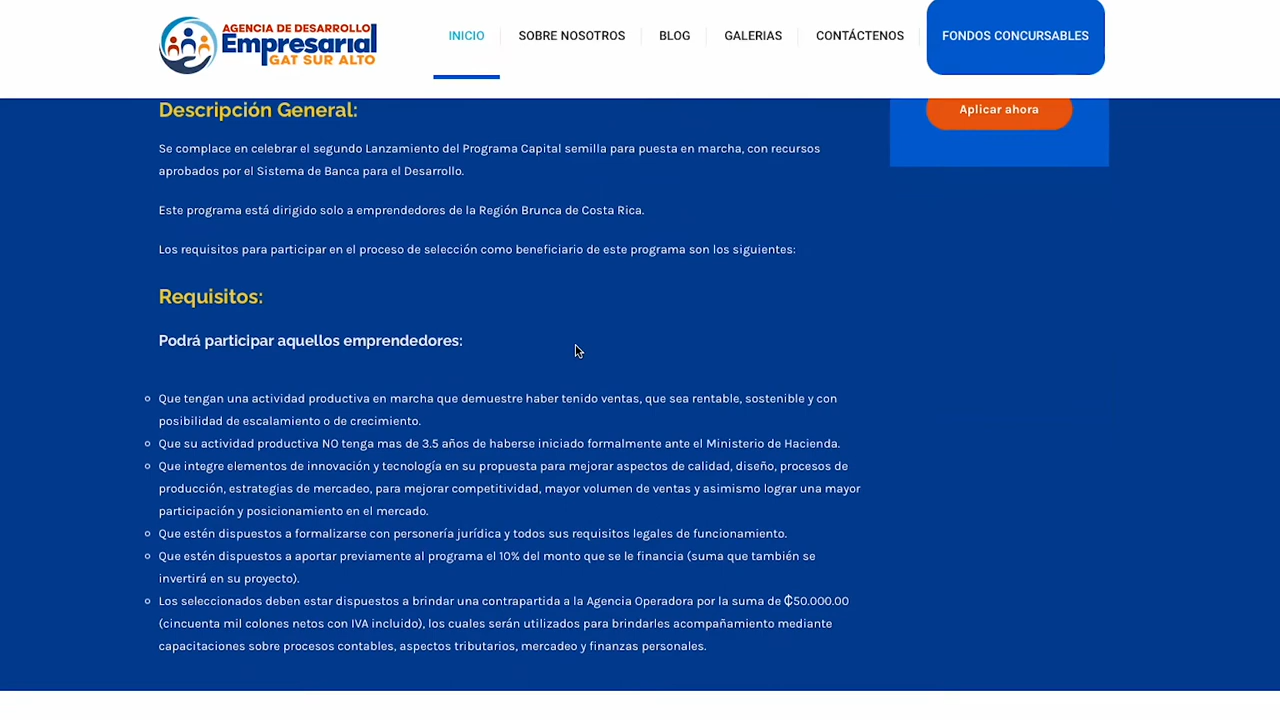 AGENCIA DE DESARROLLO
Empresarial
GAT SUR ALTO
INICIO
SOBRE NOSOTROS
BLOG
GALERIAS
CONTÁCTENOS
FONDOS CONCURSABLES
Descripción General:
Aplicar ahora
Se complace en celebrar el segundo Lanzamiento del Programa Capital semilla para puesta en marcha, con recursos
aprobados por el Sistema de Banca para el Desarrollo.
Este programa está dirigido solo a emprendedores de la Región Brunca de Costa Rica.
Los requisitos para participar en el proceso de selección como beneficiario de este programa son los siguientes:
Requisitos:
Podrá participar aquellos emprendedores:
Que tengan una actividad productiva en marcha que demuestre haber tenido ventas, que sea rentable, sostenible y con
posibilidad de escalamiento o de crecimiento.
Que su actividad productiva NO tenga mas de 3.5 años de haberse iniciado formalmente ante el Ministerio de Hacienda.
Que integre elementos de innovación y tecnología en su propuesta para mejorar aspectos de calidad, diseño, procesos de
producción, estrategias de mercadeo, para mejorar competitividad, mayor volumen de ventas y asimismo lograr una mayor
participación y posicionamiento en el mercado.
Que estén dispuestos a formalizarse con personería jurídica y todos sus requisitos legales de funcionamiento.
Que estén dispuestos a aportar previamente al programa el 10% del monto que se le financia (suma que también se
invertirá en su proyecto).
Los seleccionados deben estar dispuestos a brindar una contrapartida a la Agencia Operadora por la suma de ₵50.000.00
(cincuenta mil colones netos con IVA incluido), los cuales serán utilizados para brindarles acompañamiento mediante
capacitaciones sobre procesos contables, aspectos tributarios, mercadeo y finanzas personales.